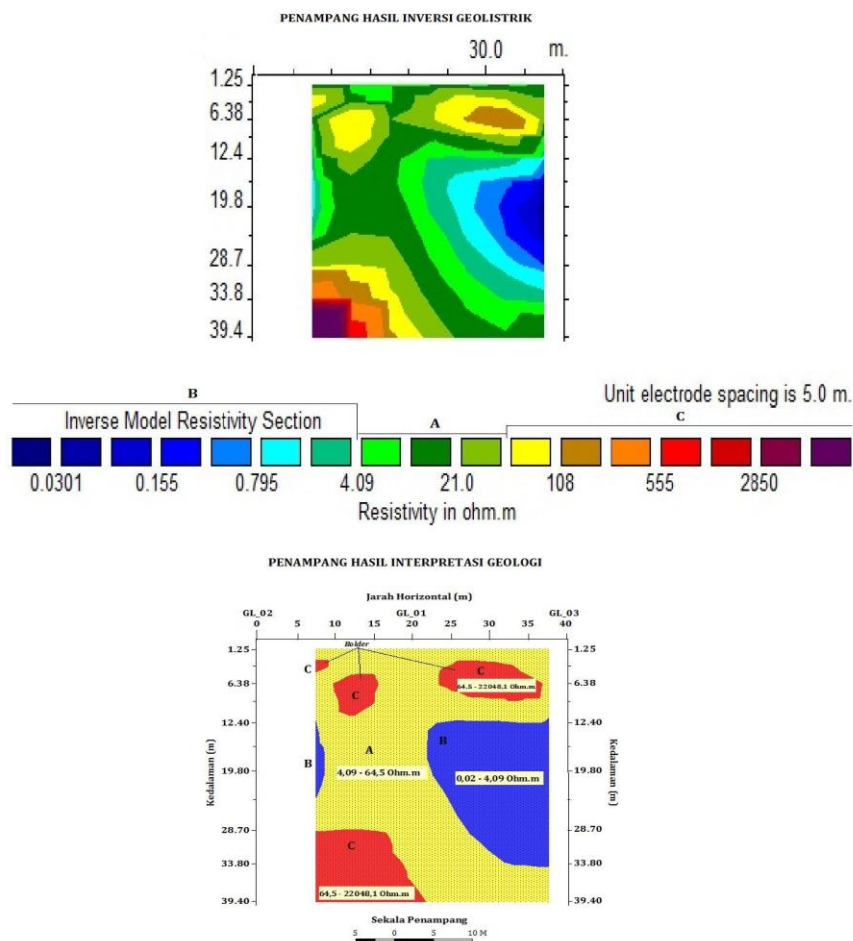 PENAMPANG HASIL INVERSI GEOLISTRIK
30.0 m.
1.25
6.38
12.4
19.8
28.7
33.8
39.4
B
Unit electrode spacing is 5.0 m.
Inverse Model Resistivity Section
A
C
0.0301 0.155 0.795 4.09 21.0 108 555 2850
Resistivity in ohm.m
PENAMPANG HASIL INTERPRETASI GEOLOGI
Jarah Horizontal (m)
GL_02 GL_01 GL_03
0 5 10 15 20 25 30 35 40
Bolder
1.25 1.25
C C
6.38 64,5 - 22048,1 Ohm.m 6.38
C
12.40 12.40
B
A
B
4,09 - 64,5 Ohm.m 0,02 - 4,09 Ohm.m
19.80 19.80
Kedalaman (m) Kedalaman (m)
28.70 28.70
C
33.80 33.80
64,5 - 22048,1 Ohm.m
39.40 39.40
Sekala Penampang
5 0 5 10 M